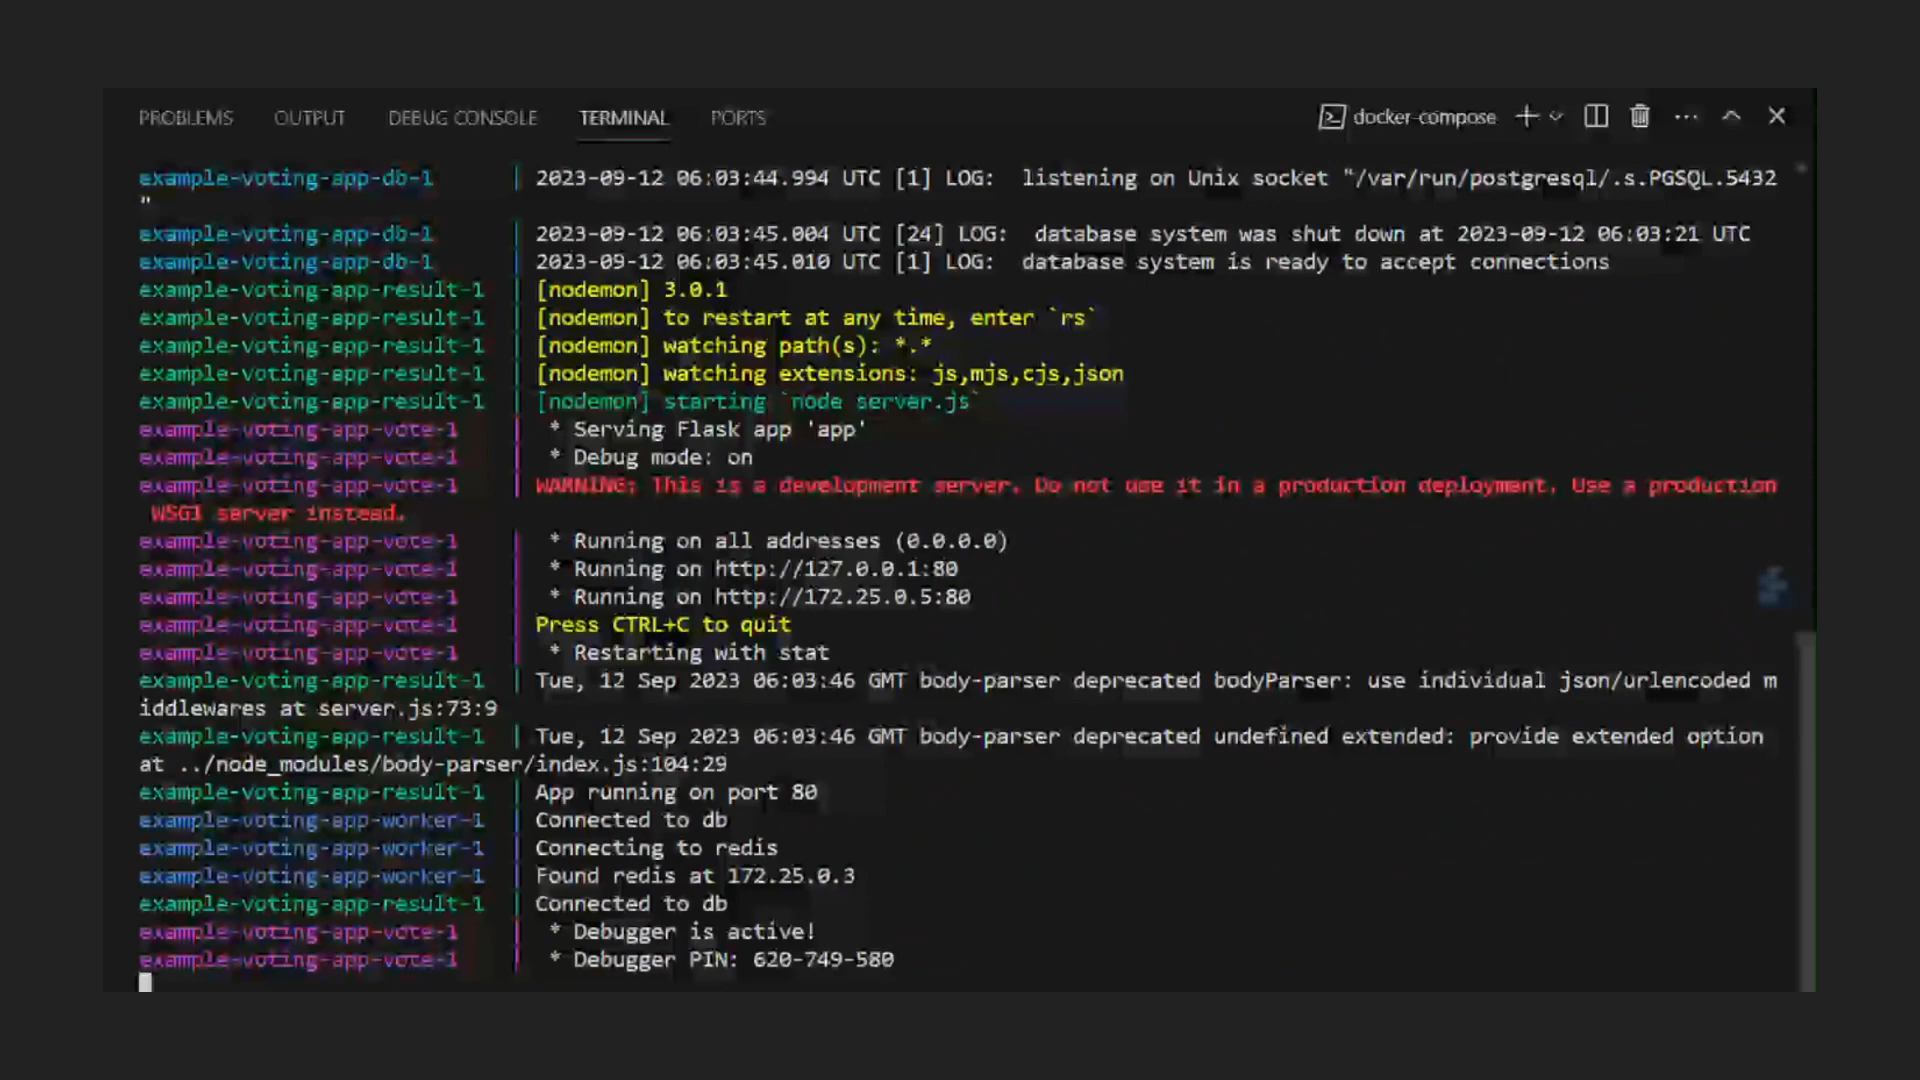 PROBLEMS OUTPUT DEBUG CONSOLE TERMINAL PORTS docker-compose
example-voting-app-db-1 | 2023-09-12 06:03:44.994 UTC [1] LOG:  listening on Unix socket "/var/run/postgresql/.s.PGSQL.5432
"
example-voting-app-db-1 | 2023-09-12 06:03:45.004 UTC [24] LOG:  database system was shut down at 2023-09-12 06:03:21 UTC
example-voting-app-db-1 | 2023-09-12 06:03:45.010 UTC [1] LOG:  database system is ready to accept connections
example-voting-app-result-1 | [nodemon] 3.0.1
example-voting-app-result-1 | [nodemon] to restart at any time, enter `rs`
example-voting-app-result-1 | [nodemon] watching path(s): *.*
example-voting-app-result-1 | [nodemon] watching extensions: js,mjs,cjs,json
example-voting-app-result-1 | [nodemon] starting `node server.js`
example-voting-app-vote-1 | * Serving Flask app 'app'
example-voting-app-vote-1 | * Debug mode: on
example-voting-app-vote-1 | WARNING: This is a development server. Do not use it in a production deployment. Use a production
WSGI server instead.
example-voting-app-vote-1 | * Running on all addresses (0.0.0.0)
example-voting-app-vote-1 | * Running on http://127.0.0.1:80
example-voting-app-vote-1 | * Running on http://172.25.0.5:80
example-voting-app-vote-1 | Press CTRL+C to quit
example-voting-app-vote-1 | * Restarting with stat
example-voting-app-result-1 | Tue, 12 Sep 2023 06:03:46 GMT body-parser deprecated bodyParser: use individual json/urlencoded m
iddlewares at server.js:73:9
example-voting-app-result-1 | Tue, 12 Sep 2023 06:03:46 GMT body-parser deprecated undefined extended: provide extended option
at ../node_modules/body-parser/index.js:104:29
example-voting-app-result-1 | App running on port 80
example-voting-app-worker-1 | Connected to db
example-voting-app-worker-1 | Connecting to redis
example-voting-app-worker-1 | Found redis at 172.25.0.3
example-voting-app-result-1 | Connected to db
example-voting-app-vote-1 | * Debugger is active!
example-voting-app-vote-1 | * Debugger PIN: 620-749-580